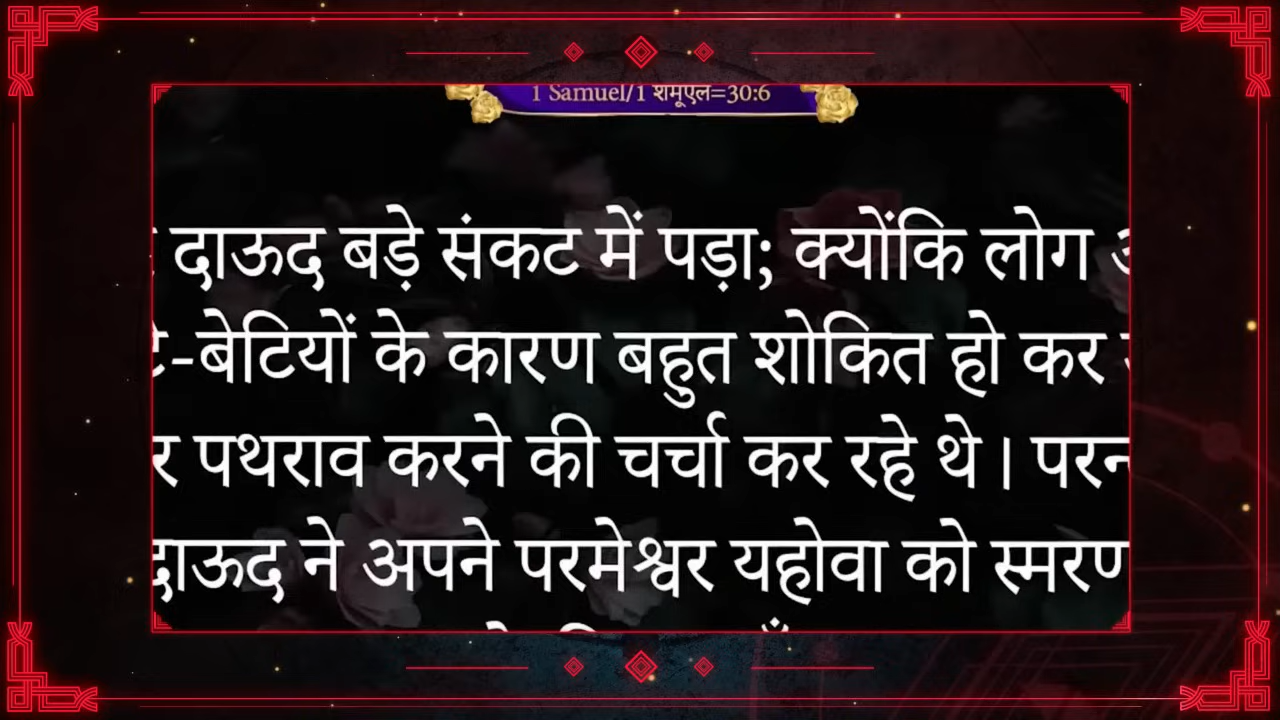 1 Samuel/1 शमूएल=30:6
दाऊद बड़े संकट में पड़ा; क्योंकि लोग
-बेटियों के कारण बहुत शोकित हो कर
पथराव करने की चर्चा कर रहे थे। परन
दाऊद ने अपने परमेश्वर यहोवा को स्मरण